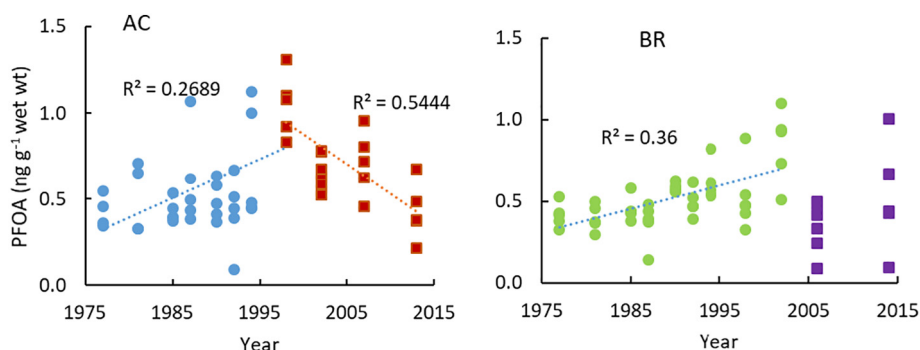 AC
R² = 0.2689
R² = 0.5444
PFOA (ng g⁻¹ wet wt)
1.5
1.0
0.5
0.0
1975 1985 1995 2005 2015
Year
BR
R² = 0.36
1.5
1.0
0.5
0.0
1975 1985 1995 2005 2015
Year